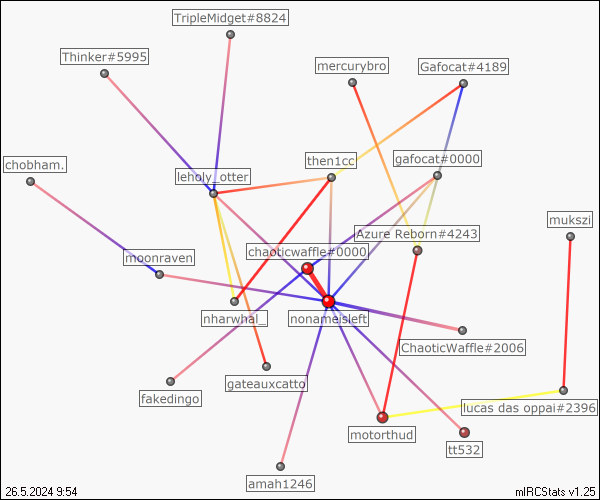 TripleMidget#8824
Thinker#5995
mercurybro
Gafocat#4189
chobham.
then1cc
gafocat#0000
leholy_otter
mukszi
Azure Reborn#4243
chaoticwaffle#0000
moonraven
nharwhal_
nonameisleft
ChaoticWaffle#2006
gateauxcatto
fakedingo
lucas das oppai#2396
motorthud
tt532
amah1246
26.5.2024 9:54
mIRCStats v1.25